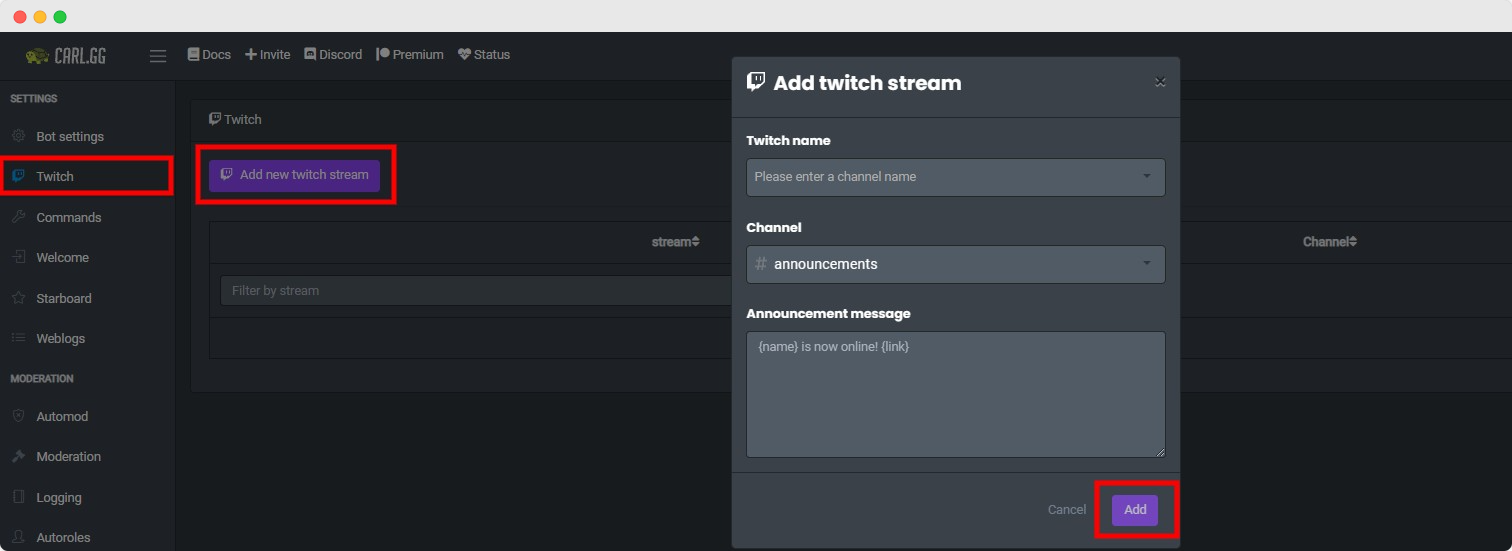 CARL.GG
Docs
Invite
Discord
Premium
Status
SETTINGS
Bot settings
Twitch
Commands
Welcome
Starboard
Weblogs
MODERATION
Automod
Moderation
Logging
Autoroles
Twitch
Add new twitch stream
stream
Channel
Filter by stream
Add twitch stream
×
Twitch name
Please enter a channel name
Channel
# announcements
Announcement message
{name} is now online! {link}
Cancel
Add